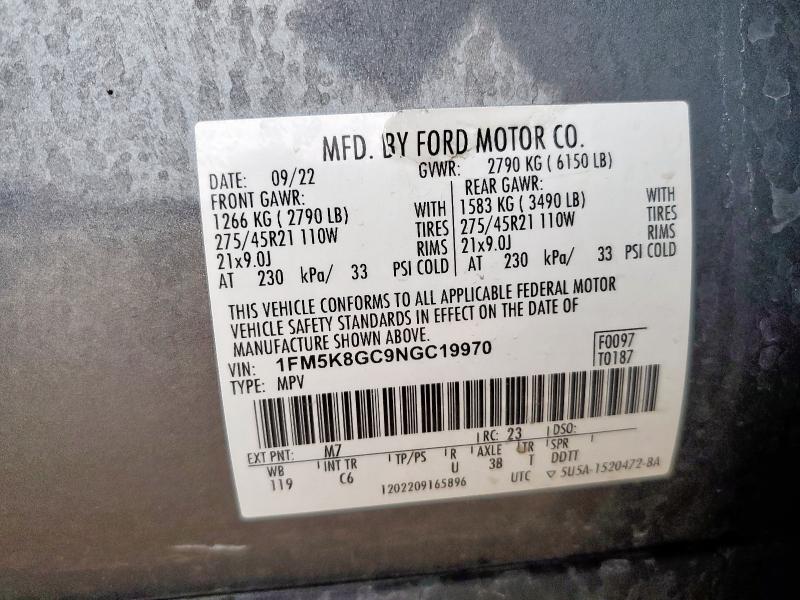 MFD. BY FORD MOTOR CO.
DATE: 09/22 GVWR: 2790 KG ( 6150 LB)
FRONT GAWR: REAR GAWR:
1266 KG ( 2790 LB) WITH 1583 KG ( 3490 LB) WITH
275/45R21 110W TIRES 275/45R21 110W TIRES
21x9.0J RIMS 21x9.0J RIMS
AT 230 kPa/ 33 PSI COLD AT 230 kPa/ 33 PSI COLD
THIS VEHICLE CONFORMS TO ALL APPLICABLE FEDERAL MOTOR
VEHICLE SAFETY STANDARDS IN EFFECT ON THE DATE OF
MANUFACTURE SHOWN ABOVE.
VIN: 1FM5K8GC9NGC19970 F0097
TYPE: MPV T0187
EXT PNT: M7 RC: 23 DSO:
WB INT TR TP/PS R AXLE TR SPR
119 C6 U 3B T DDTT
1202209165896 UTC ▽ 5U5A-1520472-BA